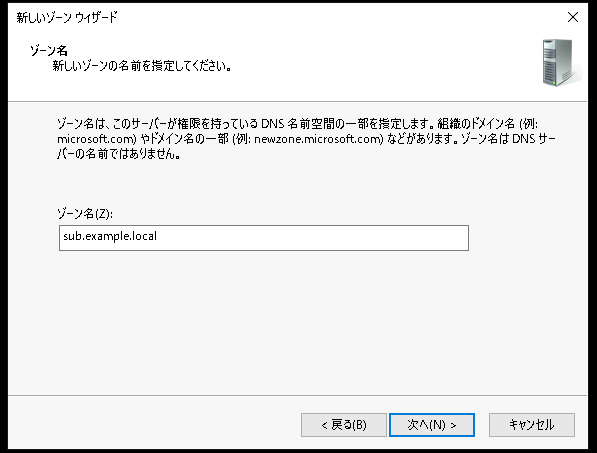 新しいゾーン ウィザード
ゾーン名
新しいゾーンの名前を指定してください。
ゾーン名は、このサーバーが権限を持っている DNS 名前空間の一部を指定します。組織のドメイン名 (例:
microsoft.com) やドメイン名の一部 (例: newzone.microsoft.com) などがあります。ゾーン名は DNS サー
バーの名前ではありません。
ゾーン名(Z):
sub.example.local
< 戻る(B)
次へ(N) >
キャンセル